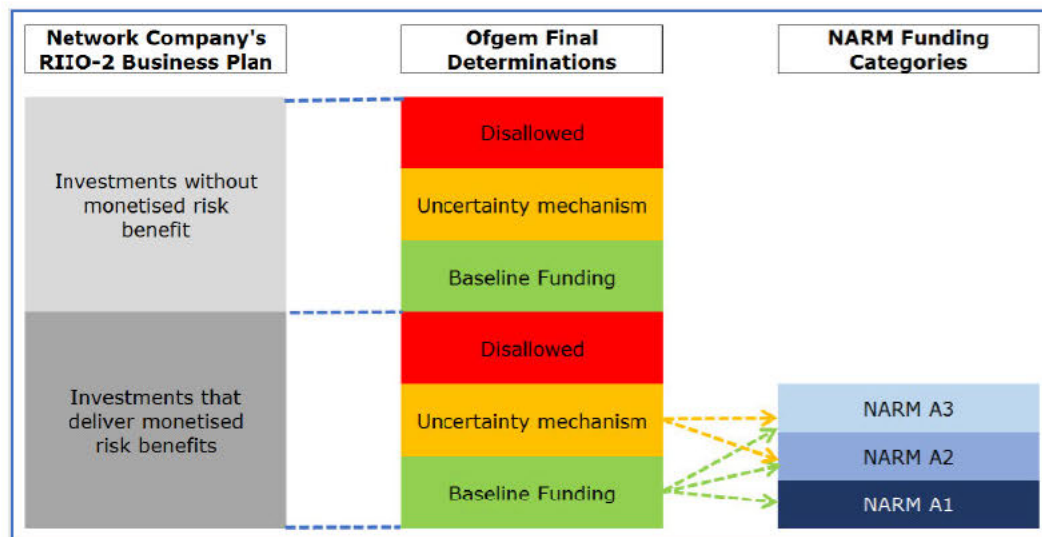 Network Company's
RIIO-2 Business Plan
Ofgem Final
Determinations
NARM Funding
Categories
Investments without
monetised risk
benefit
Disallowed
Uncertainty mechanism
Baseline Funding
Investments that
deliver monetised
risk benefits
Disallowed
Uncertainty mechanism
Baseline Funding
NARM A3
NARM A2
NARM A1